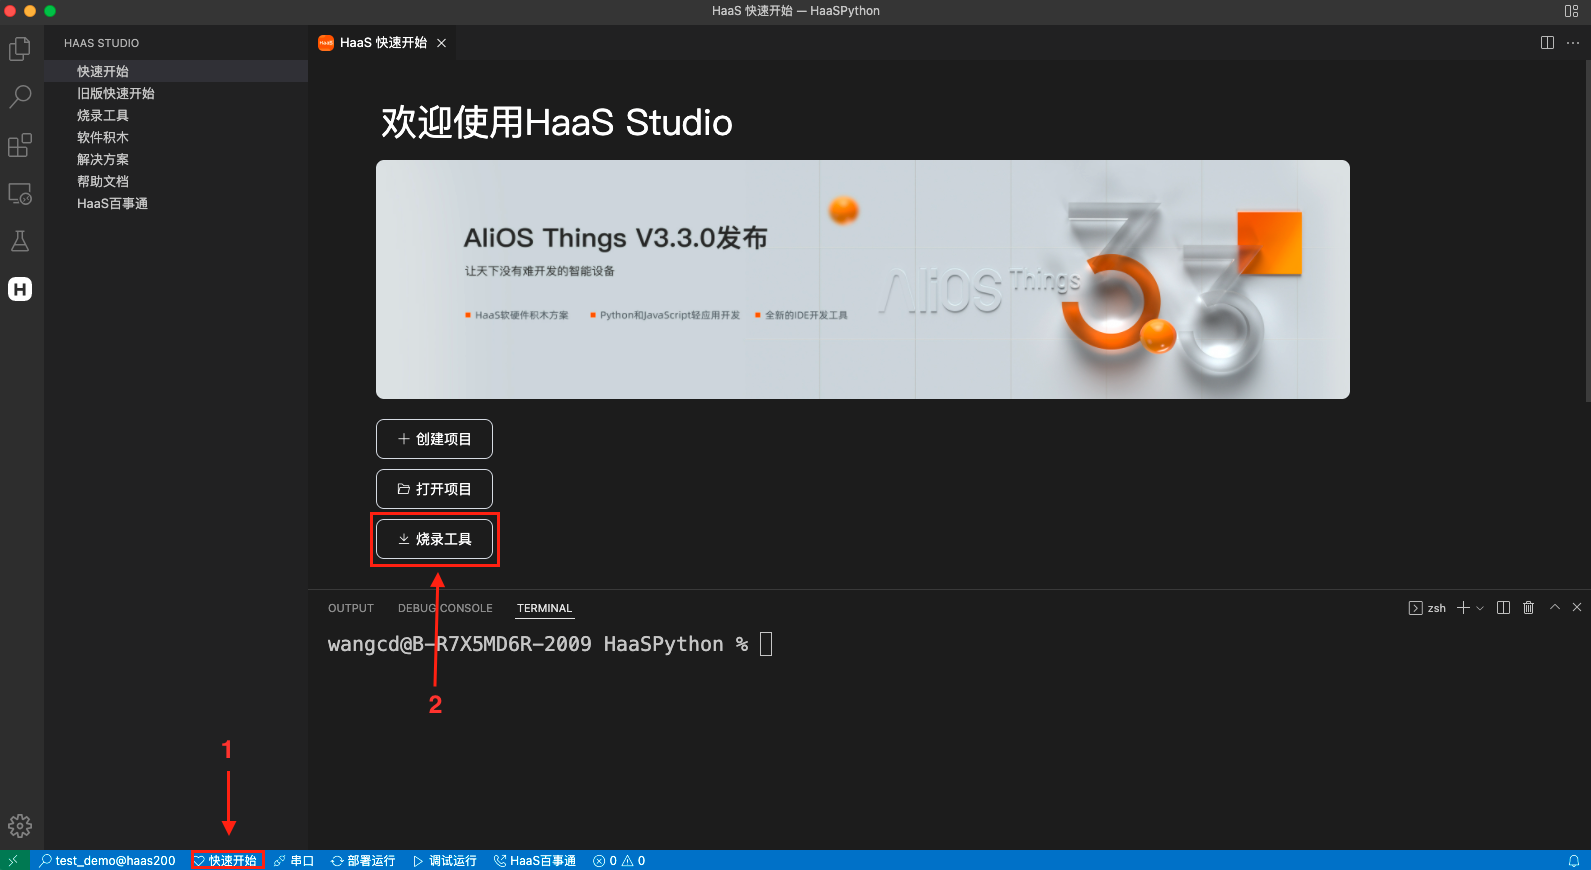 HaaS 快速开始 — HaaSPython
HAAS STUDIO
快速开始
旧版快速开始
烧录工具
软件积木
解决方案
帮助文档
HaaS百事通
H
HaaS 快速开始
欢迎使用HaaS Studio
AliOS Things V3.3.0发布
让天下没有难开发的智能设备
HaaS软硬件积木方案 Python和JavaScript轻应用开发 全新的IDE开发工具
AliOS Things
3.3
创建项目
打开项目
烧录工具
OUTPUT DEBUG CONSOLE TERMINAL
zsh
wangcd@B-R7X5MD6R-2009 HaaSPython %
2
1
test_demo@haas200 快速开始 串口 部署运行 调试运行 HaaS百事通 0 0